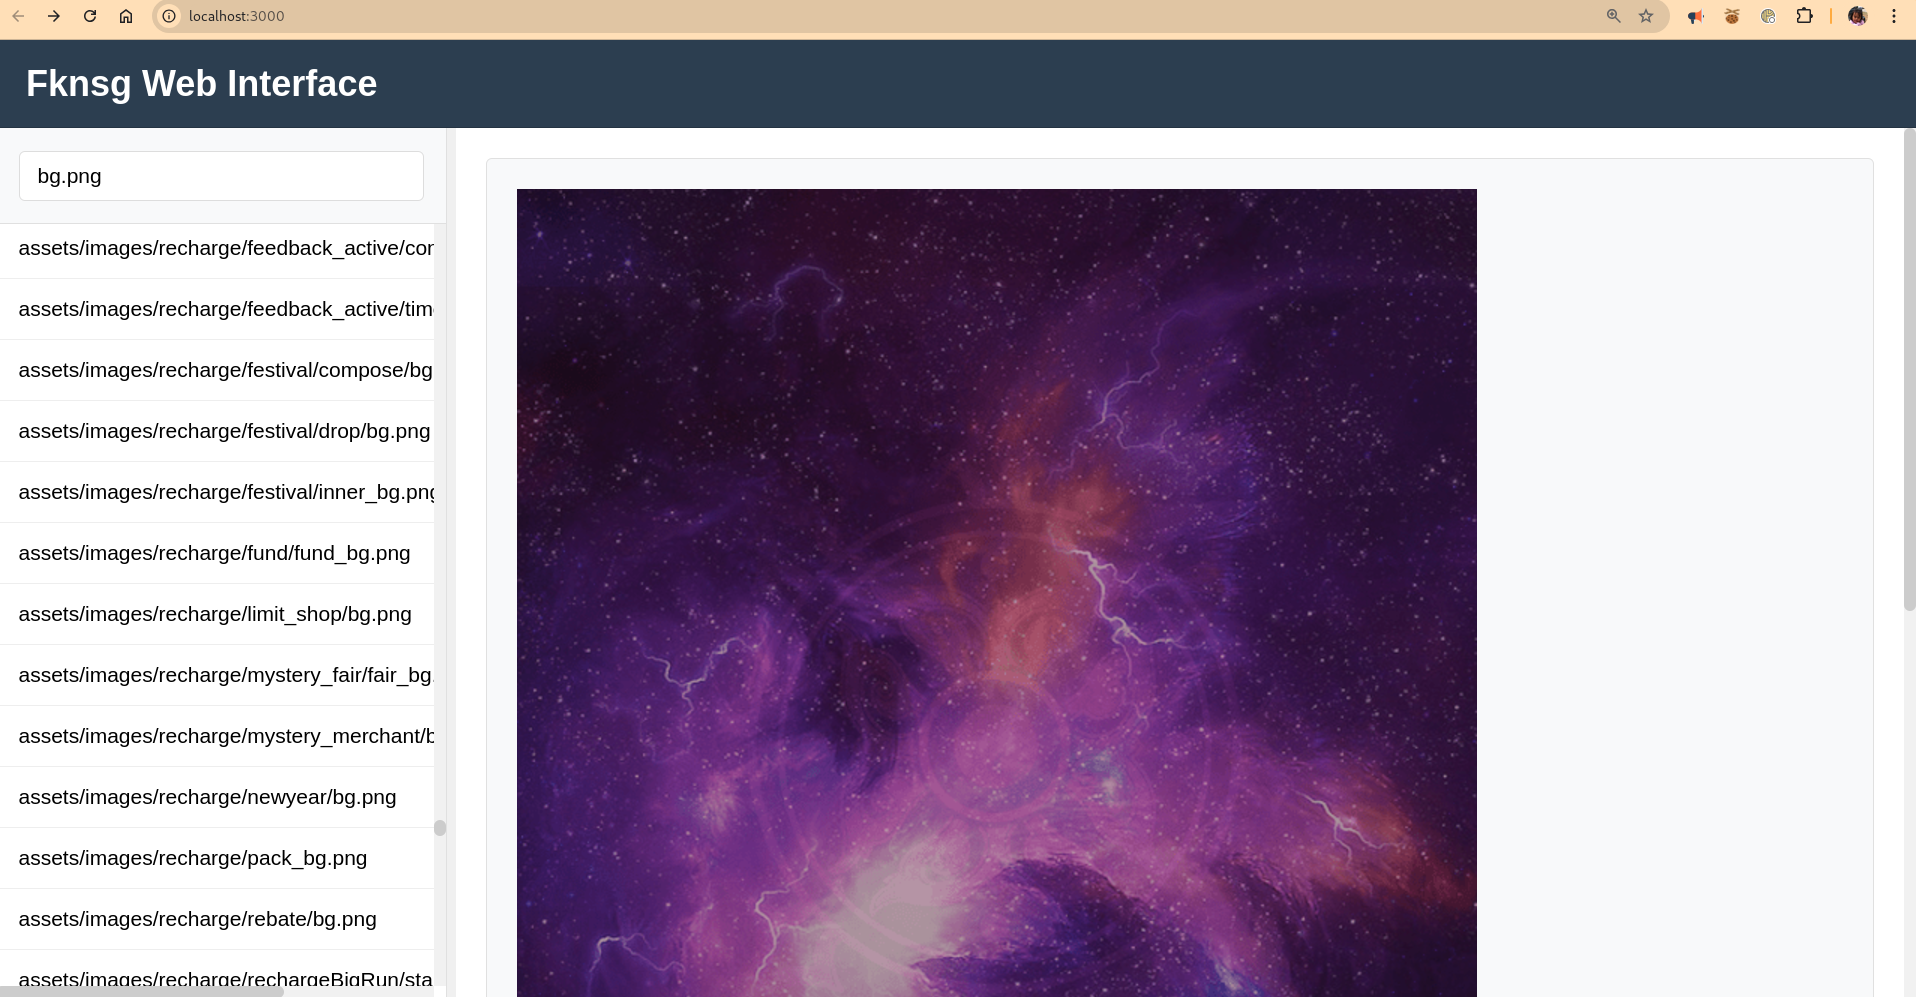 localhost:3000
Fknsg Web Interface
bg.png
assets/images/recharge/feedback_active/con
assets/images/recharge/feedback_active/tim
assets/images/recharge/festival/compose/bg
assets/images/recharge/festival/drop/bg.png
assets/images/recharge/festival/inner_bg.png
assets/images/recharge/fund/fund_bg.png
assets/images/recharge/limit_shop/bg.png
assets/images/recharge/mystery_fair/fair_bg.
assets/images/recharge/mystery_merchant/b
assets/images/recharge/newyear/bg.png
assets/images/recharge/pack_bg.png
assets/images/recharge/rebate/bg.png
assets/images/recharge/rechargeBigRun/sta